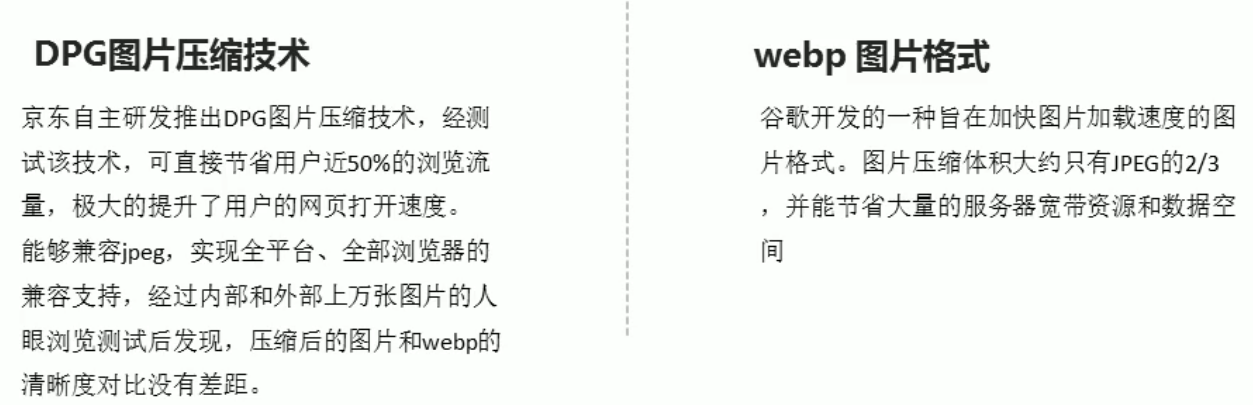 DPG图片压缩技术
京东自主研发推出DPG图片压缩技术，经测
试该技术，可直接节省用户近50%的浏览流
量，极大的提升了用户的网页打开速度。
能够兼容jpeg，实现全平台、全部浏览器的
兼容支持，经过内部和外部上万张图片的人
眼浏览测试后发现，压缩后的图片和webp的
清晰度对比没有差距。
webp 图片格式
谷歌开发的一种旨在加快图片加载速度的图
片格式。图片压缩体积大约只有JPEG的2/3
，并能节省大量的服务器宽带资源和数据空
间